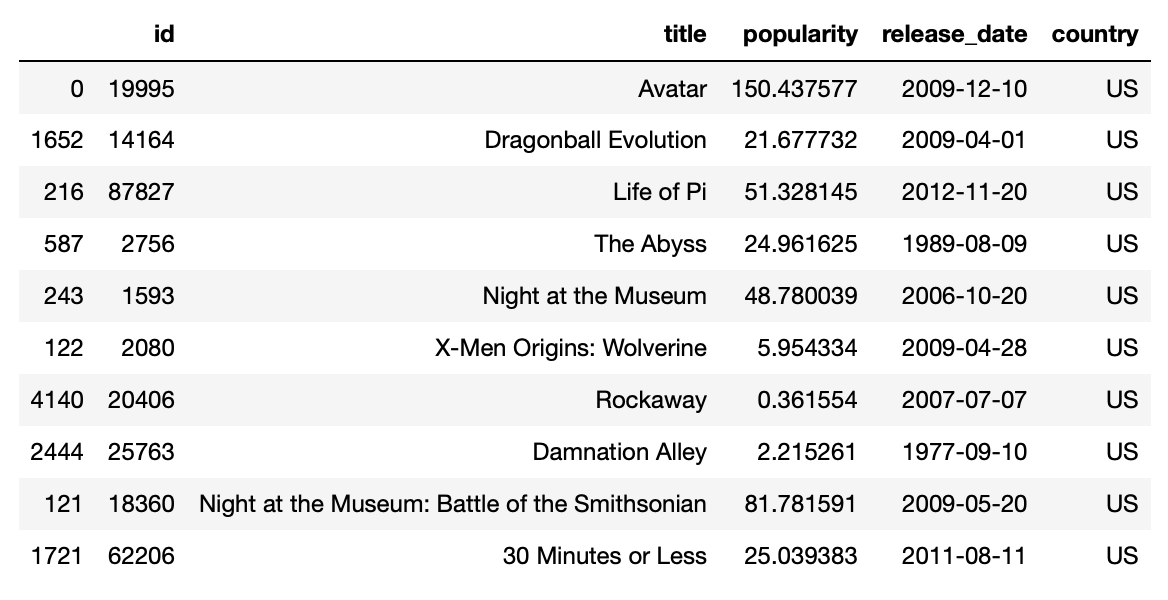 id title popularity release_date country
0 19995 Avatar 150.437577 2009-12-10 US
1652 14164 Dragonball Evolution 21.677732 2009-04-01 US
216 87827 Life of Pi 51.328145 2012-11-20 US
587 2756 The Abyss 24.961625 1989-08-09 US
243 1593 Night at the Museum 48.780039 2006-10-20 US
122 2080 X-Men Origins: Wolverine 5.954334 2009-04-28 US
4140 20406 Rockaway 0.361554 2007-07-07 US
2444 25763 Damnation Alley 2.215261 1977-09-10 US
121 18360 Night at the Museum: Battle of the Smithsonian 81.781591 2009-05-20 US
1721 62206 30 Minutes or Less 25.039383 2011-08-11 US